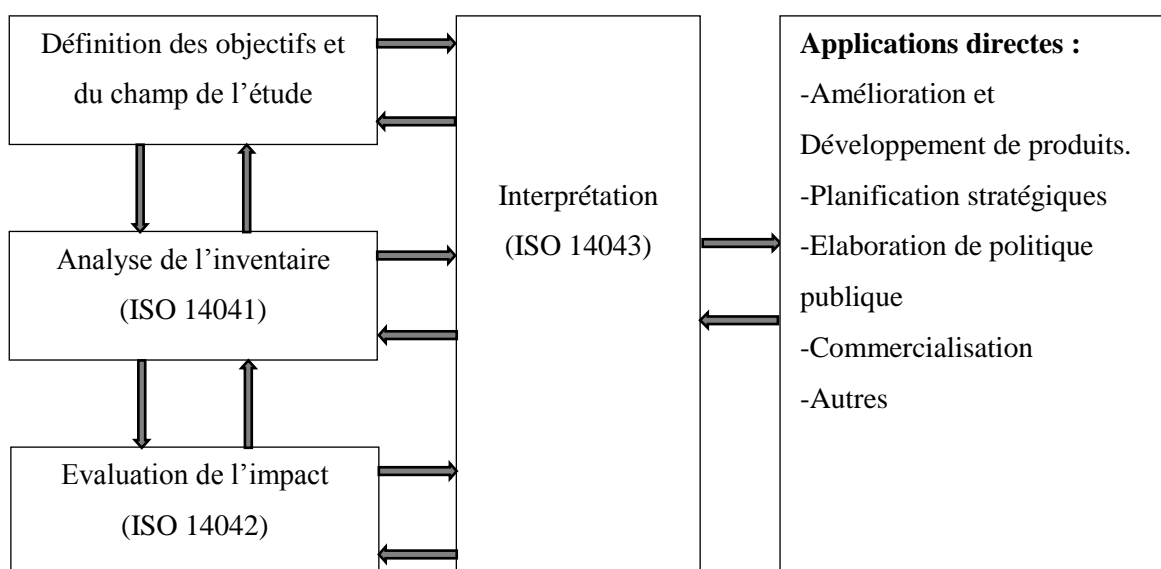 Définition des objectifs et
du champ de l’étude
Analyse de l’inventaire
(ISO 14041)
Evaluation de l’impact
(ISO 14042)
Interprétation
(ISO 14043)
Applications directes :
-Amélioration et
Développement de produits.
-Planification stratégiques
-Elaboration de politique
publique
-Commercialisation
-Autres